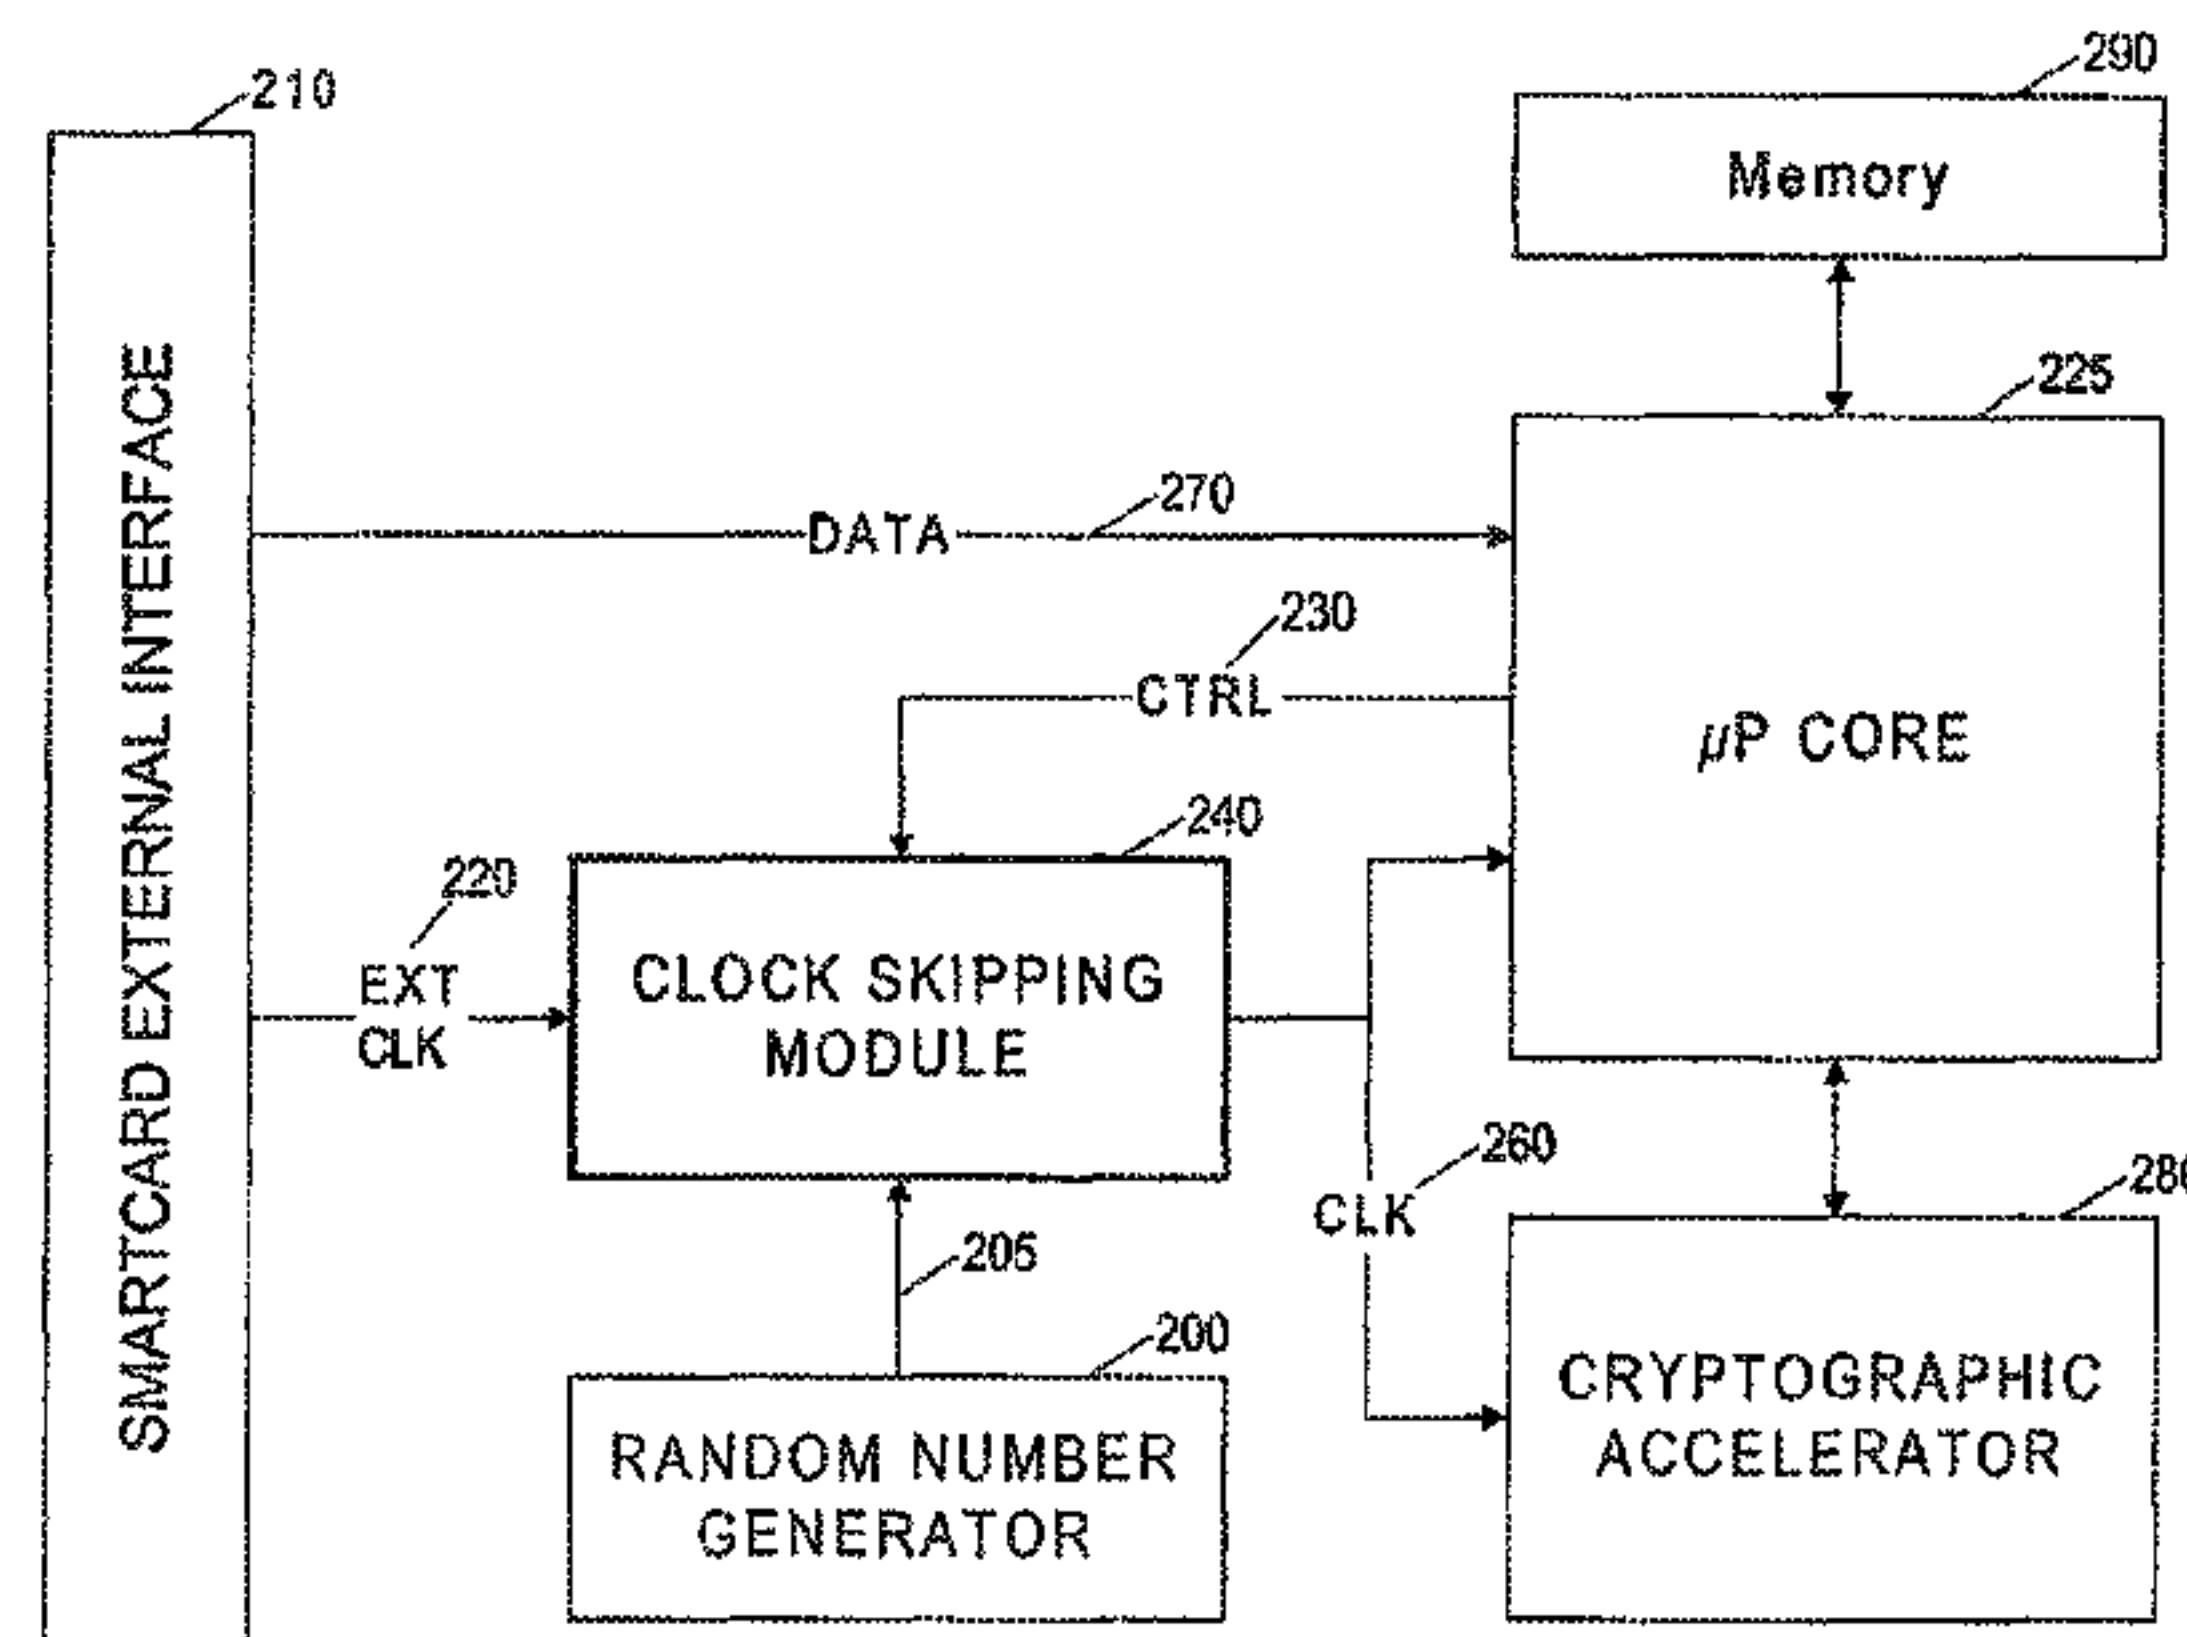 210
290
Memory
225
SMARTCARD EXTERNAL INTERFACE
270
DATA
230
CTRL
µP CORE
240
220
EXT
CLK
CLOCK SKIPPING
MODULE
260
CLK
205
200
RANDOM NUMBER
GENERATOR
CRYPTOGRAPHIC
ACCELERATOR